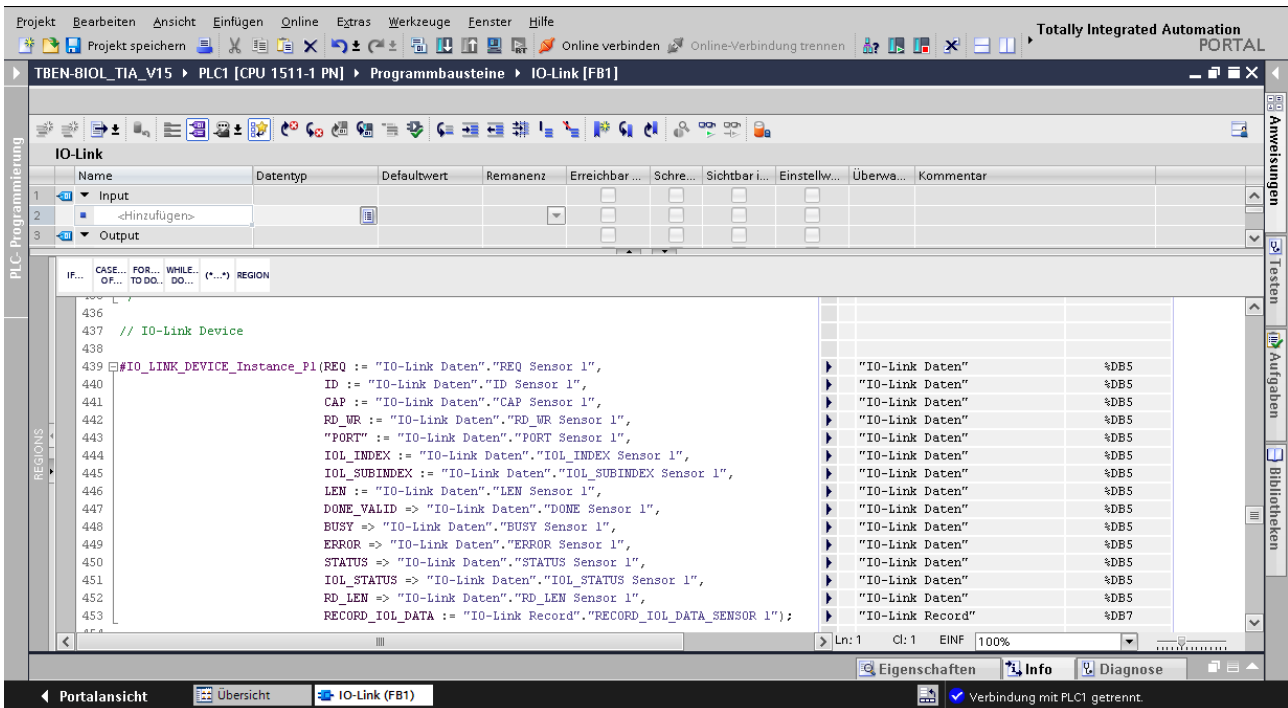 Projekt Bearbeiten Ansicht Einfügen Online Extras Werkzeuge Fenster Hilfe
Totally Integrated Automation
PORTAL
Projekt speichern Online verbinden Online-Verbindung trennen
TBEN-8IOL_TIA_V15 PLC1 [CPU 1511-1 PN] Programmbausteine IO-Link [FB1]
IO-Link
Name Datentyp Defaultwert Remanenz Erreichbar ... Schre... Sichtbar i... Einstellw... Überwa... Kommentar
1 Input
2 <Hinzufügen>
3 Output
IF... CASE... OF... FOR... TO DO.. WHILE.. DO... (*...*) REGION
436
437 // IO-Link Device
438
439 #IO_LINK_DEVICE_Instance_P1(REQ := "IO-Link Daten"."REQ Sensor 1", "IO-Link Daten" %DB5
440 ID := "IO-Link Daten"."ID Sensor 1", "IO-Link Daten" %DB5
441 CAP := "IO-Link Daten"."CAP Sensor 1", "IO-Link Daten" %DB5
442 RD_WR := "IO-Link Daten"."RD_WR Sensor 1", "IO-Link Daten" %DB5
443 "PORT" := "IO-Link Daten"."PORT Sensor 1", "IO-Link Daten" %DB5
444 IOL_INDEX := "IO-Link Daten"."IOL_INDEX Sensor 1", "IO-Link Daten" %DB5
445 IOL_SUBINDEX := "IO-Link Daten"."IOL_SUBINDEX Sensor 1", "IO-Link Daten" %DB5
446 LEN := "IO-Link Daten"."LEN Sensor 1", "IO-Link Daten" %DB5
447 DONE_VALID => "IO-Link Daten"."DONE Sensor 1", "IO-Link Daten" %DB5
448 BUSY => "IO-Link Daten"."BUSY Sensor 1", "IO-Link Daten" %DB5
449 ERROR => "IO-Link Daten"."ERROR Sensor 1", "IO-Link Daten" %DB5
450 STATUS => "IO-Link Daten"."STATUS Sensor 1", "IO-Link Daten" %DB5
451 IOL_STATUS => "IO-Link Daten"."IOL_STATUS Sensor 1", "IO-Link Daten" %DB5
452 RD_LEN => "IO-Link Daten"."RD_LEN Sensor 1", "IO-Link Daten" %DB5
453 RECORD_IOL_DATA := "IO-Link Record"."RECORD_IOL_DATA_SENSOR 1"); "IO-Link Record" %DB7
Ln: 1 Cl: 1 EINF 100%
Eigenschaften Info Diagnose
Portalansicht Übersicht IO-Link (FB1) Verbindung mit PLC1 getrennt.
PLC-Programmierung
REGIONS
Anweisungen
Testen
Aufgaben
Bibliotheken